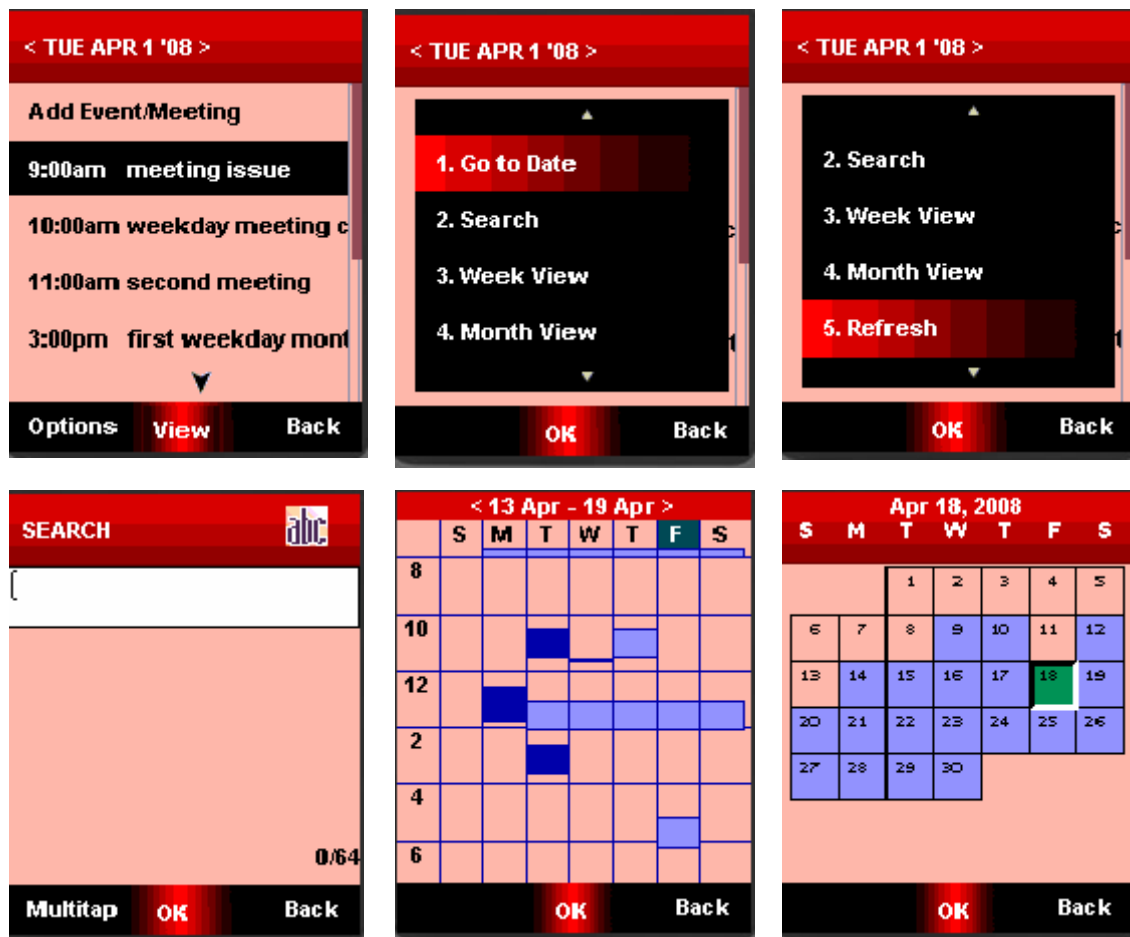 < TUE APR 1 '08 >
Add Event/Meeting
9:00am meeting issue
10:00am weekday meeting c
11:00am second meeting
3:00pm first weekday mont
Options View Back
< TUE APR 1 '08 >
1. Go to Date
2. Search
3. Week View
4. Month View
OK Back
< TUE APR 1 '08 >
2. Search
3. Week View
4. Month View
5. Refresh
OK Back
SEARCH abc
0/64
Multitap OK Back
< 13 Apr - 19 Apr >
S M T W T F S
8
10
12
2
4
6
OK Back
Apr 18, 2008
S M T W T F S
1 2 3 4 5
6 7 8 9 10 11 12
13 14 15 16 17 18 19
20 21 22 23 24 25 26
27 28 29 30
OK Back